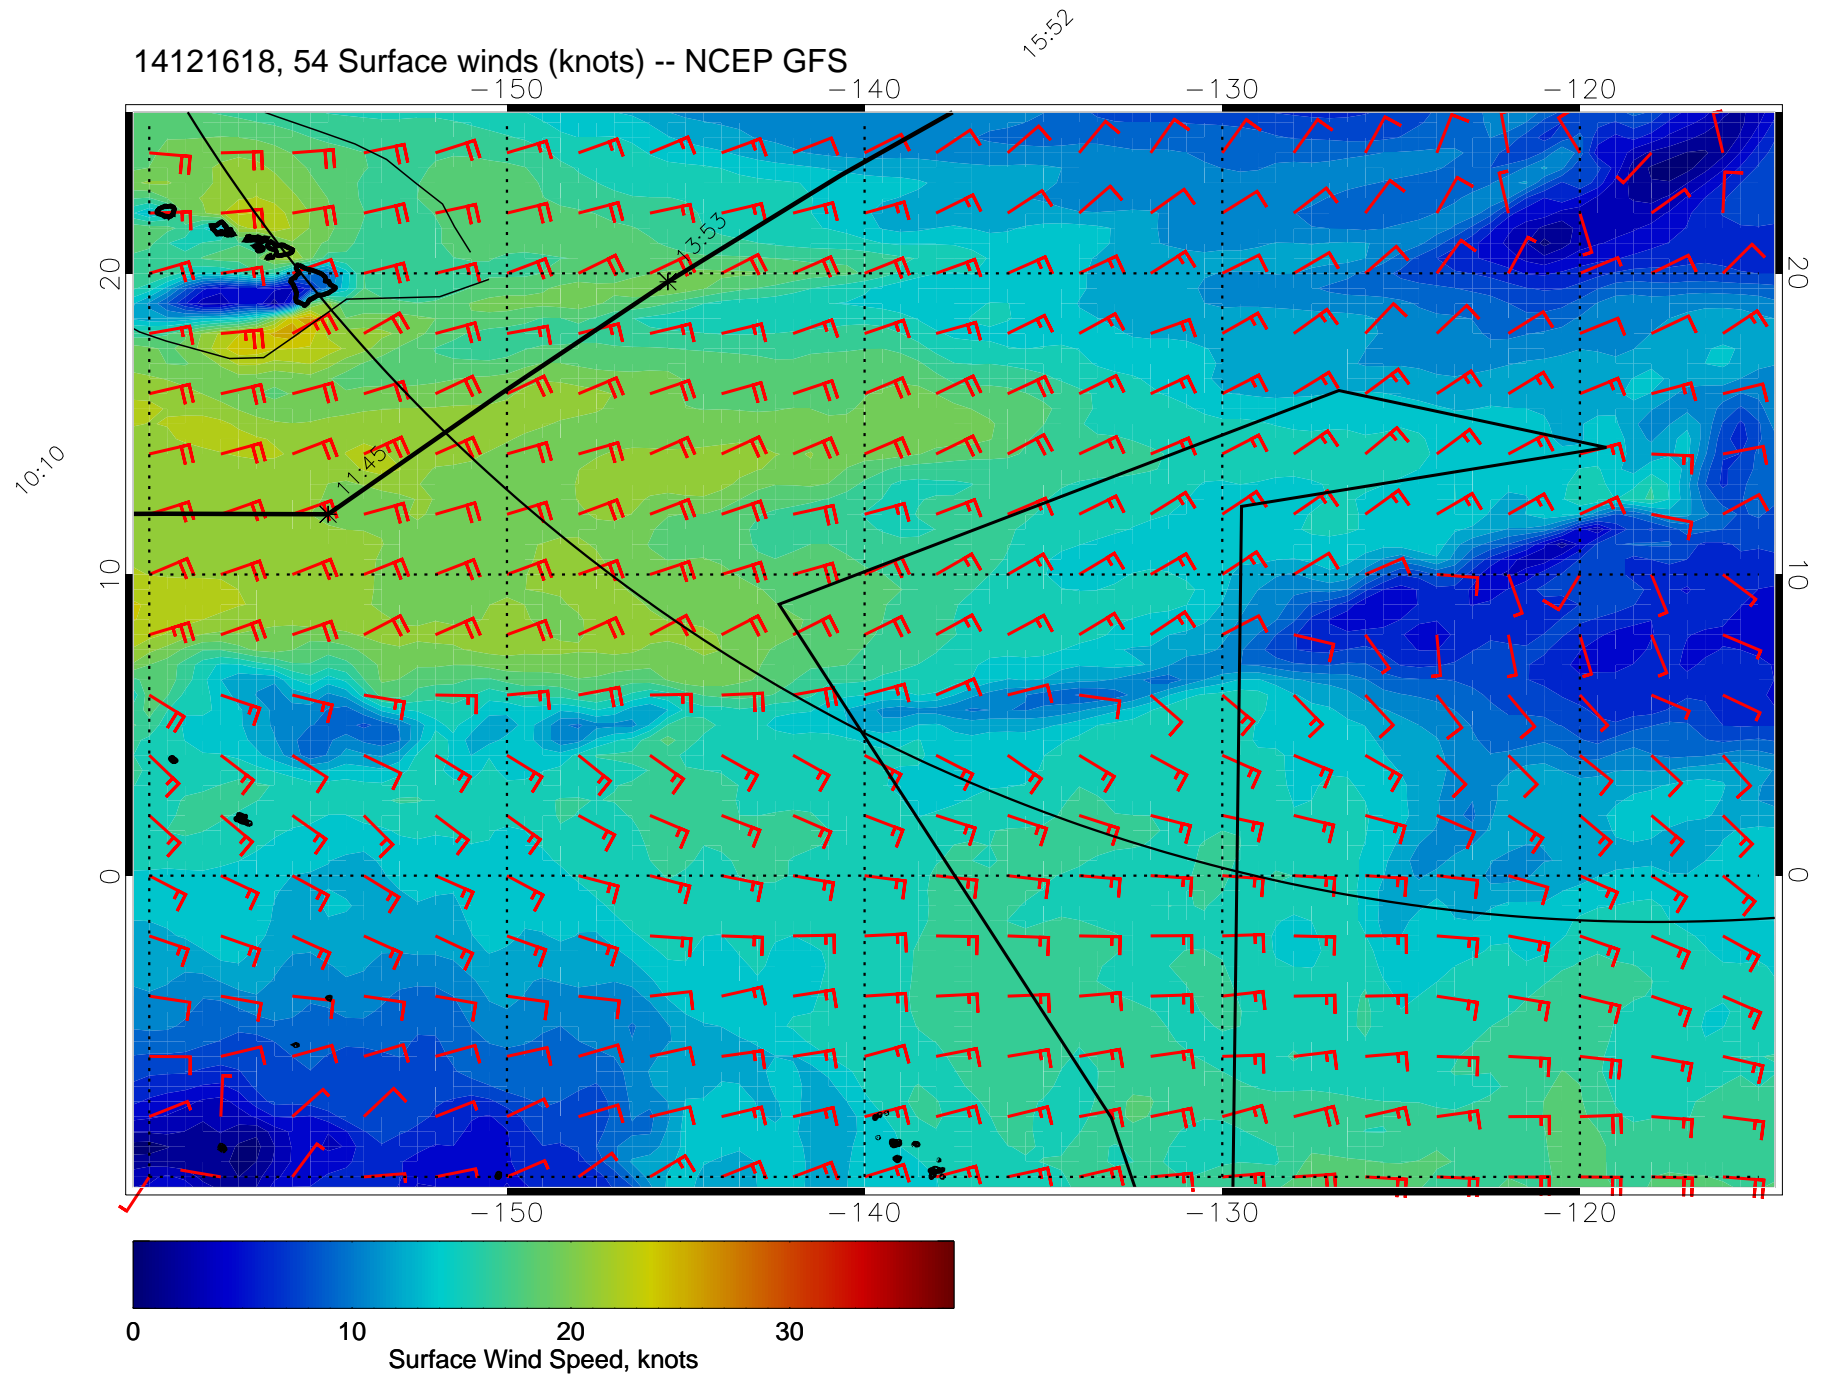 15:52
14121618, 54 Surface winds (knots) -- NCEP GFS
-150 -140 -130 -120
13:53
20 20
11:45
10:10
10 10
0 0
-150 -140 -130 -120
0 10 20 30
Surface Wind Speed, knots